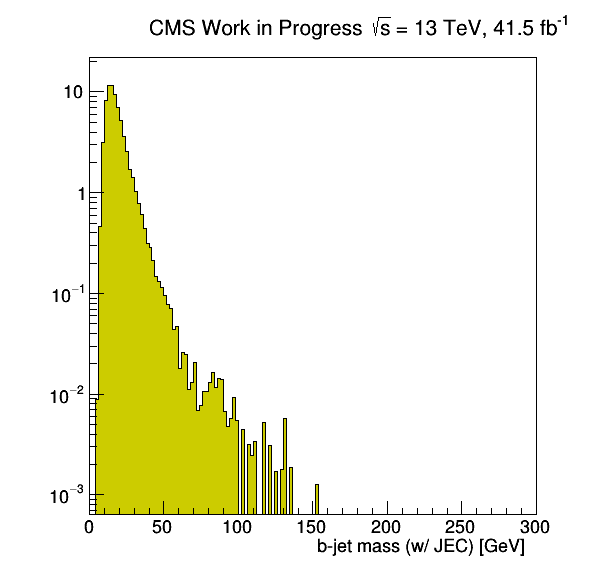 CMS Work in Progress √s = 13 TeV, 41.5 fb⁻¹
10
1
10⁻¹
10⁻²
10⁻³
0 50 100 150 200 250 300
b-jet mass (w/ JEC) [GeV]